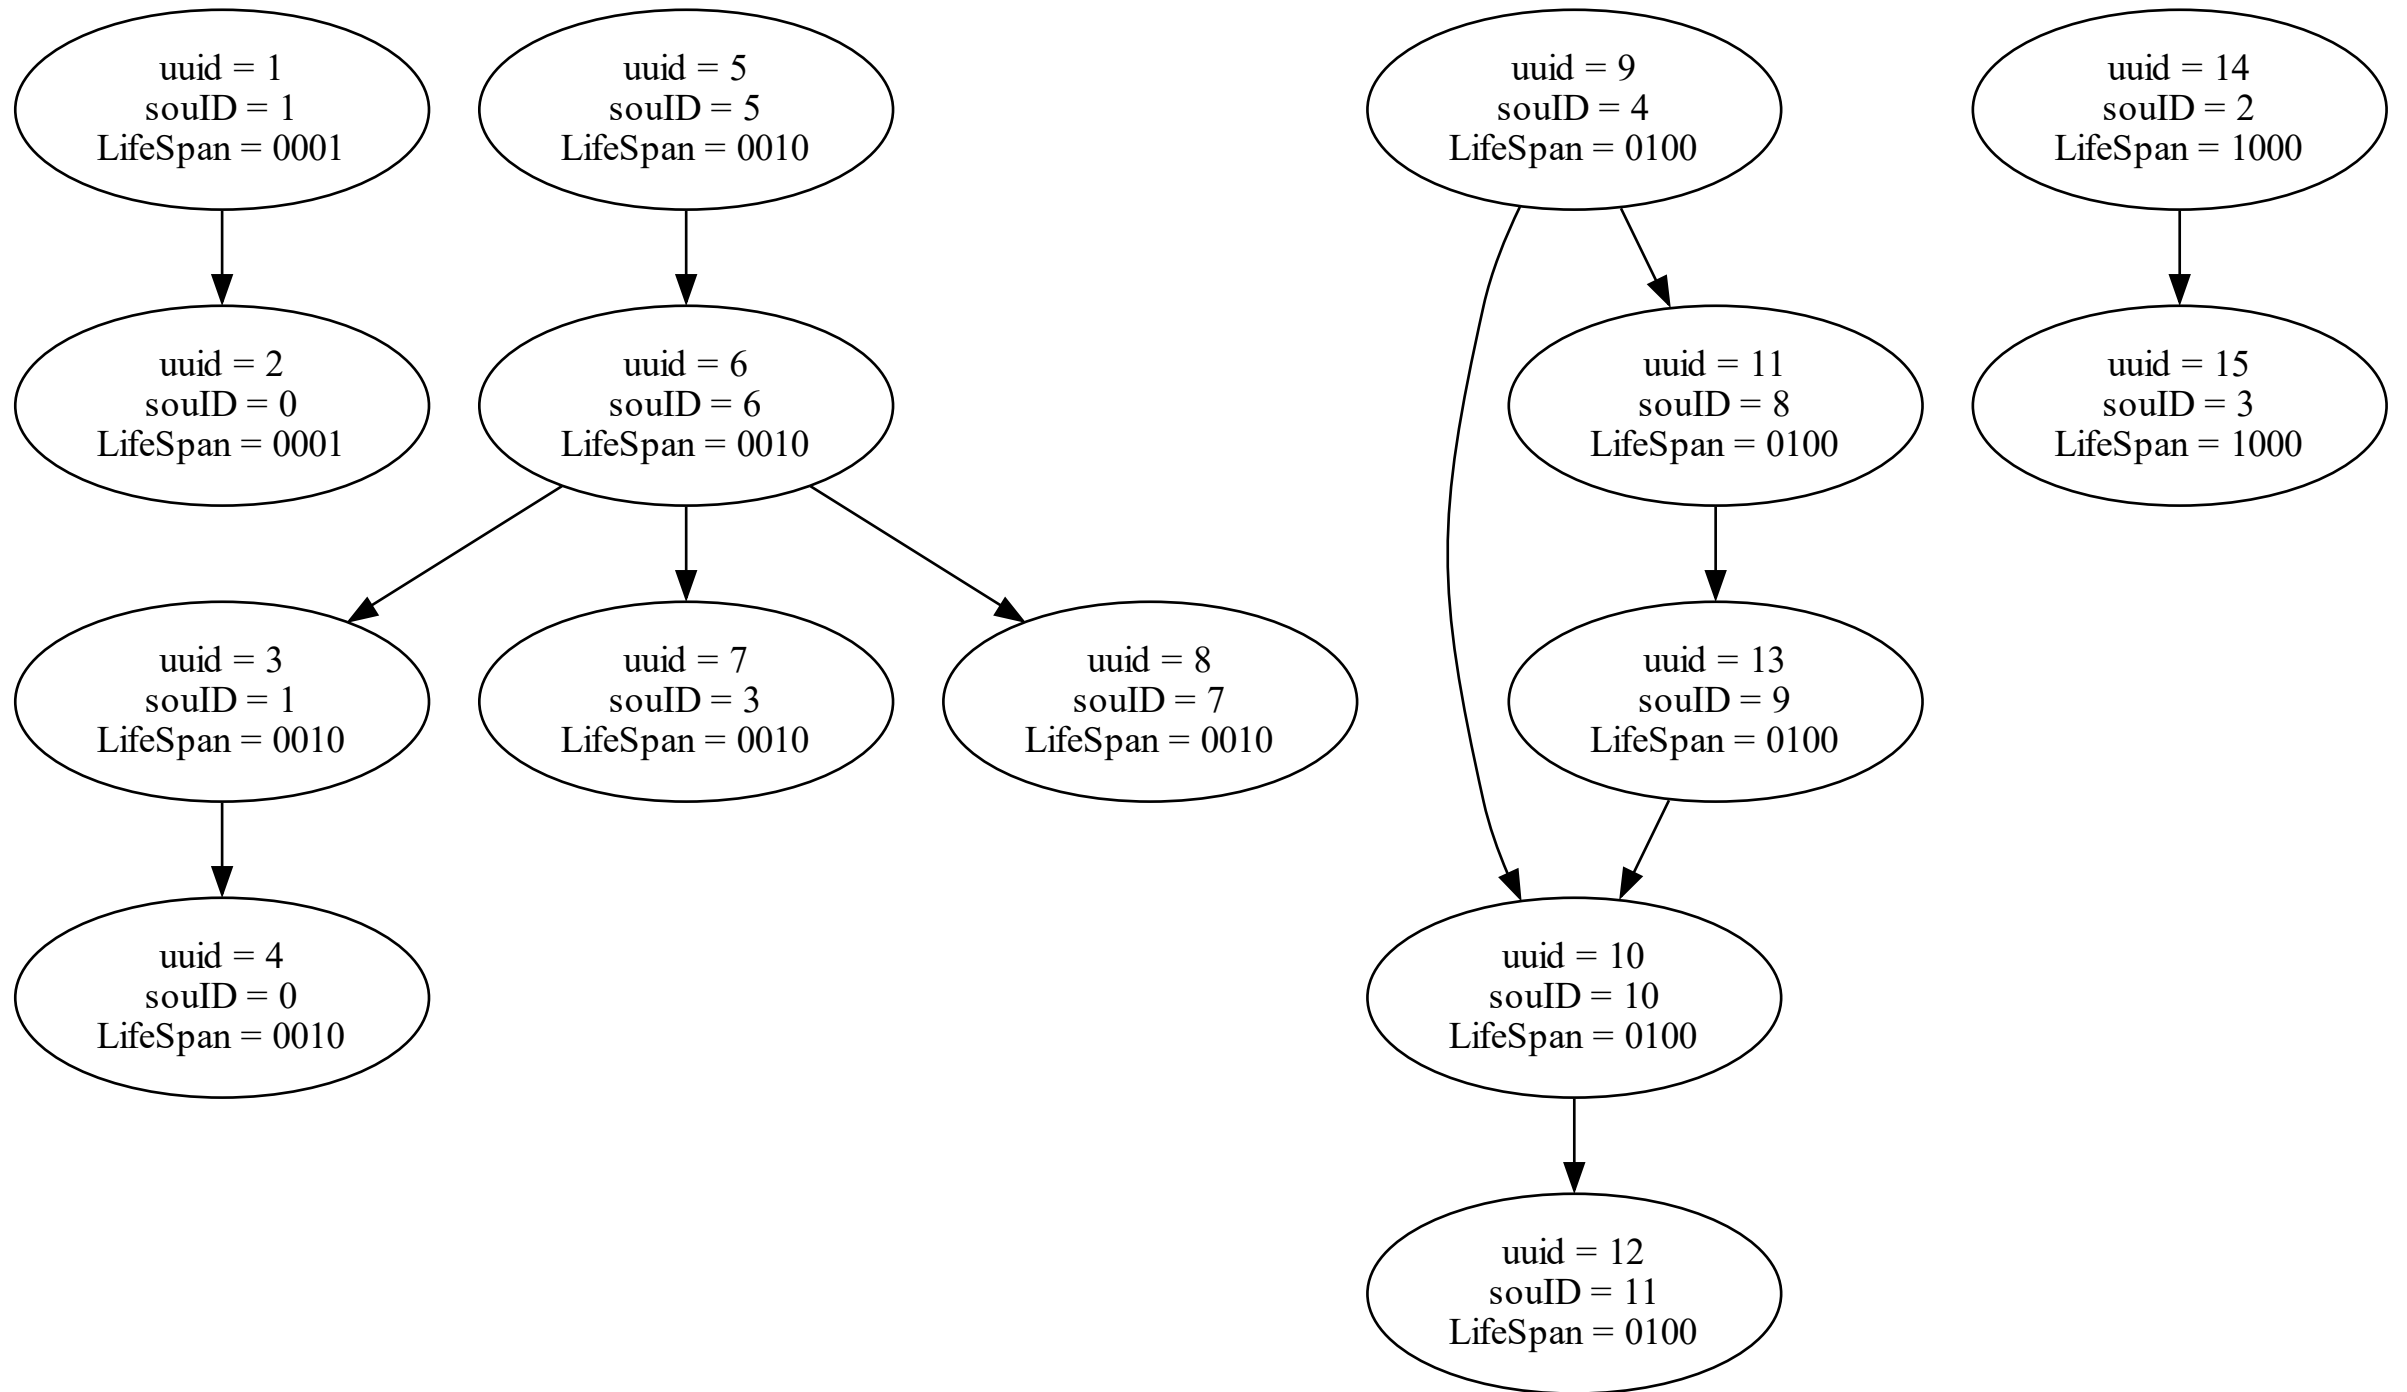 uuid = 1
souID = 1
LifeSpan = 0001
uuid = 5
souID = 5
LifeSpan = 0010
uuid = 9
souID = 4
LifeSpan = 0100
uuid = 14
souID = 2
LifeSpan = 1000
uuid = 2
souID = 0
LifeSpan = 0001
uuid = 6
souID = 6
LifeSpan = 0010
uuid = 11
souID = 8
LifeSpan = 0100
uuid = 15
souID = 3
LifeSpan = 1000
uuid = 3
souID = 1
LifeSpan = 0010
uuid = 7
souID = 3
LifeSpan = 0010
uuid = 8
souID = 7
LifeSpan = 0010
uuid = 13
souID = 9
LifeSpan = 0100
uuid = 4
souID = 0
LifeSpan = 0010
uuid = 10
souID = 10
LifeSpan = 0100
uuid = 12
souID = 11
LifeSpan = 0100